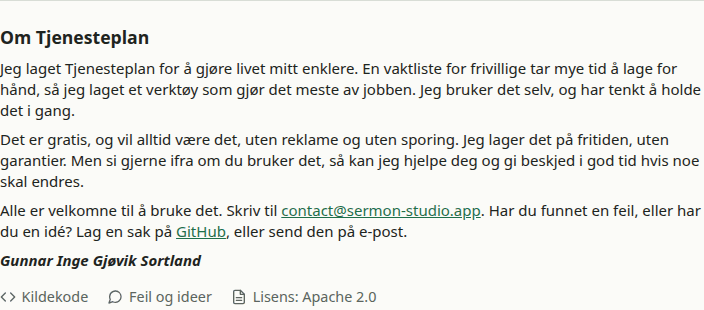 Om Tjenesteplan
Jeg laget Tjenesteplan for å gjøre livet mitt enklere. En vaktliste for frivillige tar mye tid å lage for
hånd, så jeg laget et verktøy som gjør det meste av jobben. Jeg bruker det selv, og har tenkt å holde
det i gang.
Det er gratis, og vil alltid være det, uten reklame og uten sporing. Jeg lager det på fritiden, uten
garantier. Men si gjerne ifra om du bruker det, så kan jeg hjelpe deg og gi beskjed i god tid hvis noe
skal endres.
Alle er velkomne til å bruke det. Skriv til contact@sermon-studio.app. Har du funnet en feil, eller har
du en idé? Lag en sak på GitHub, eller send den på e-post.
Gunnar Inge Gjøvik Sortland
Kildekode Feil og ideer Lisens: Apache 2.0